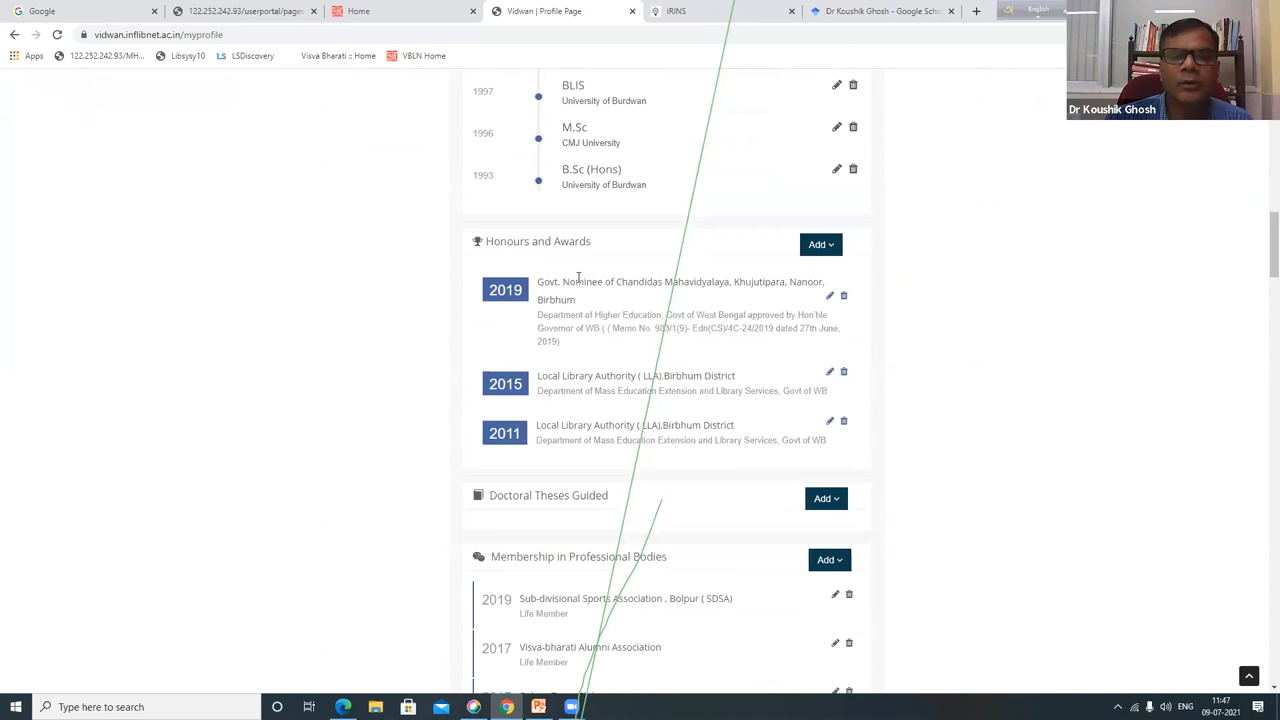 Google
122.252.242.93/userportal/pages
Home
Vidwan | Profile Page
iRINS
Dr Koushik Ghosh - Google Schol
English
vidwan.inflibnet.ac.in/myprofile
Apps
122.252.242.93/MH...
Libsysy10
LSDiscovery
Visva Bharati :: Home
VBLN Home
Dr Koushik Ghosh
1997
BLIS
University of Burdwan
1996
M.Sc
CMJ University
1993
B.Sc (Hons)
University of Burdwan
Honours and Awards
Add
2019
Govt. Nominee of Chandidas Mahavidyalaya, Khujutipara, Nanoor,
Birbhum
Department of Higher Education, Govt of West Bengal approved by Hon'ble
Governor of WB ( ( Memo No. 983/1(9)- Edn(CS)/4C-24/2019 dated 27th June,
2019)
2015
Local Library Authority ( LLA),Birbhum District
Department of Mass Education Extension and Library Services, Govt of WB
2011
Local Library Authority ( LLA),Birbhum District
Department of Mass Education Extension and Library Services, Govt of WB
Doctoral Theses Guided
Add
Membership in Professional Bodies
Add
2019
Sub-divisional Sports Association , Bolpur ( SDSA)
Life Member
2017
Visva-bharati Alumni Association
Life Member
Type here to search
ENG
11:47
09-07-2021